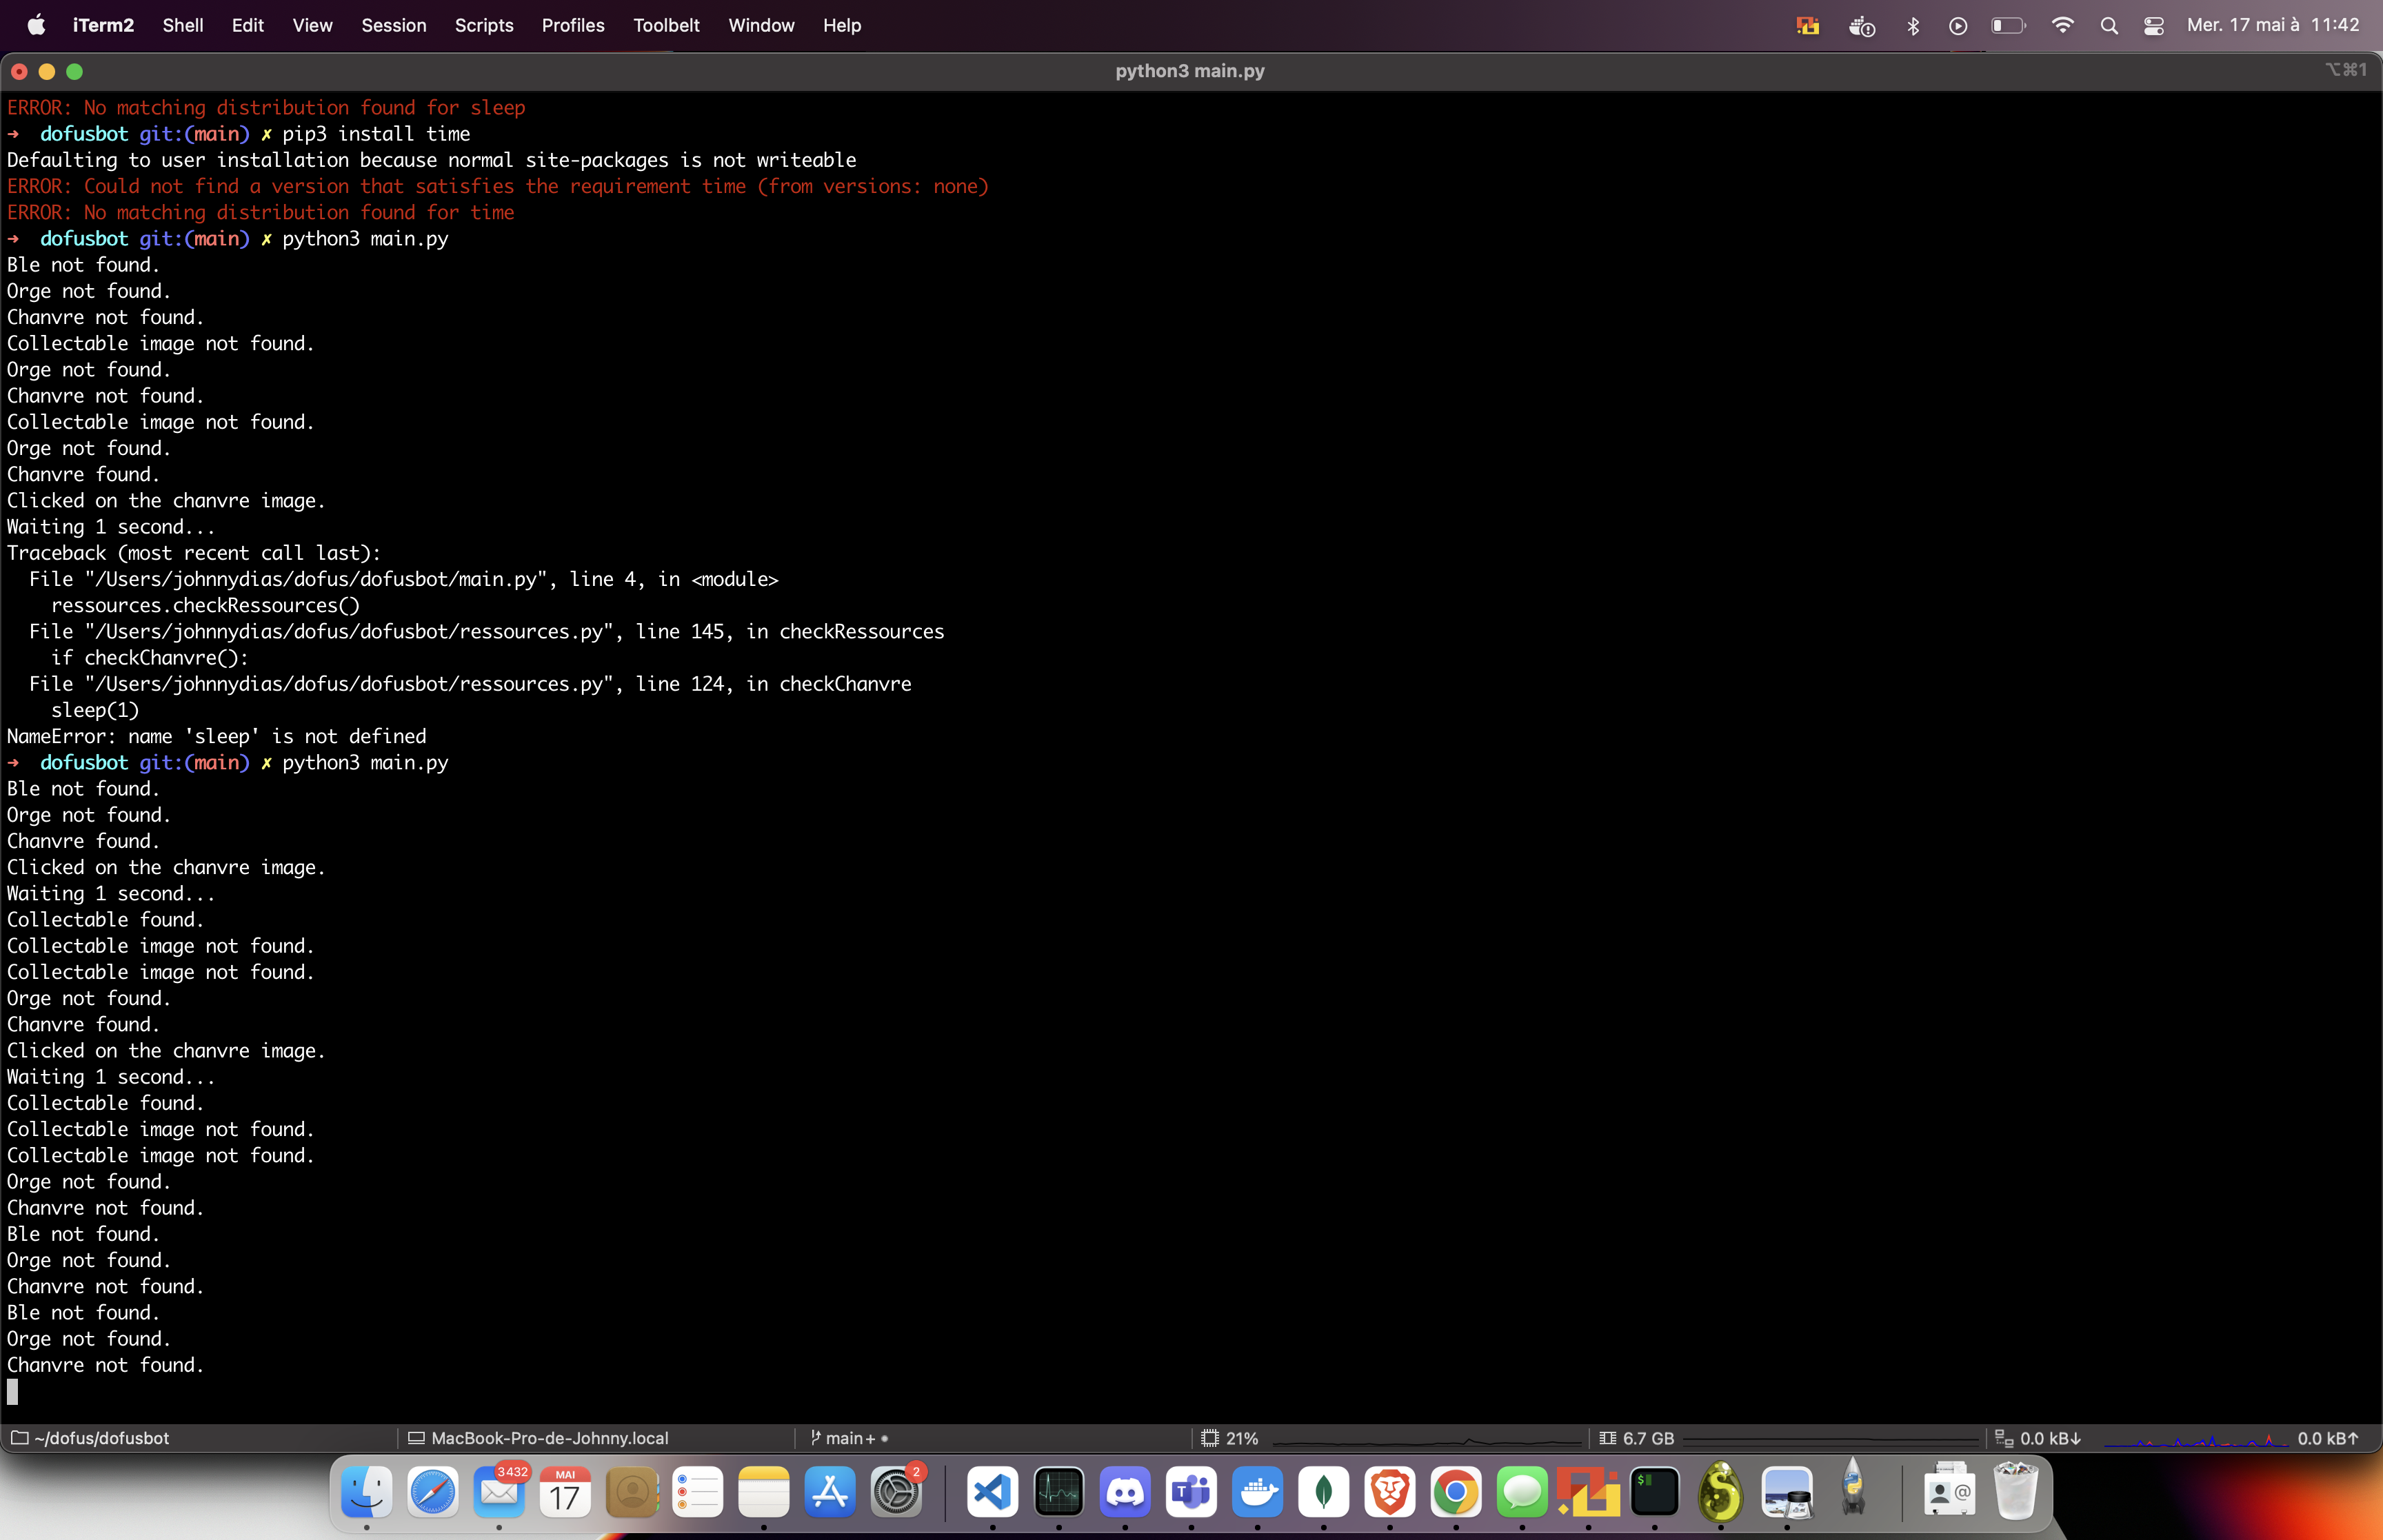 iTerm2 Shell Edit View Session Scripts Profiles Toolbelt Window Help Mer. 17 mai à 11:42
python3 main.py ⌥⌘1
ERROR: No matching distribution found for sleep
→ dofusbot git:(main) ✗ pip3 install time
Defaulting to user installation because normal site-packages is not writeable
ERROR: Could not find a version that satisfies the requirement time (from versions: none)
ERROR: No matching distribution found for time
→ dofusbot git:(main) ✗ python3 main.py
Ble not found.
Orge not found.
Chanvre not found.
Collectable image not found.
Orge not found.
Chanvre not found.
Collectable image not found.
Orge not found.
Chanvre found.
Clicked on the chanvre image.
Waiting 1 second...
Traceback (most recent call last):
  File "/Users/johnnydias/dofus/dofusbot/main.py", line 4, in <module>
    ressources.checkRessources()
  File "/Users/johnnydias/dofus/dofusbot/ressources.py", line 145, in checkRessources
    if checkChanvre():
  File "/Users/johnnydias/dofus/dofusbot/ressources.py", line 124, in checkChanvre
    sleep(1)
NameError: name 'sleep' is not defined
→ dofusbot git:(main) ✗ python3 main.py
Ble not found.
Orge not found.
Chanvre found.
Clicked on the chanvre image.
Waiting 1 second...
Collectable found.
Collectable image not found.
Collectable image not found.
Orge not found.
Chanvre found.
Clicked on the chanvre image.
Waiting 1 second...
Collectable found.
Collectable image not found.
Collectable image not found.
Orge not found.
Chanvre not found.
Ble not found.
Orge not found.
Chanvre not found.
Ble not found.
Orge not found.
Chanvre not found.
~/dofus/dofusbot MacBook-Pro-de-Johnny.local main+ • 21% 6.7 GB 0.0 kB↓ 0.0 kB↑
3432 MAI 2
17 T $ @